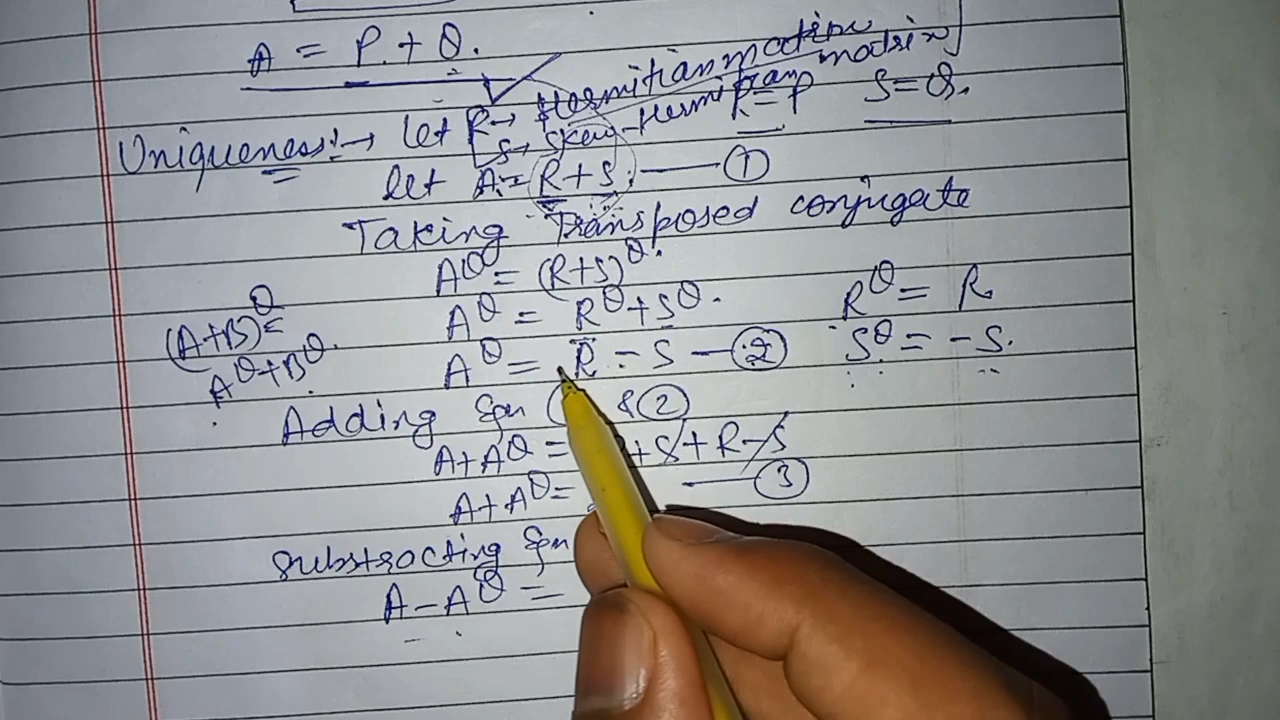 A = P + Q.
Uniqueness:→ let R→ Hermitian matrix
S→ Skew-Hermitian matrix
R=P S=Q.
let A = R+S. — ①
Taking Transposed conjugate
A^θ = (R+S)^θ.
A^θ = R^θ+S^θ. R^θ = R
(A+B)^θ=
A^θ+B^θ.
A^θ = R - S — ② S^θ = -S.
Adding Eqn & ②
A+A^θ = +S+R-S
A+A^θ= — ③
Substracting Eqn
A-A^θ =